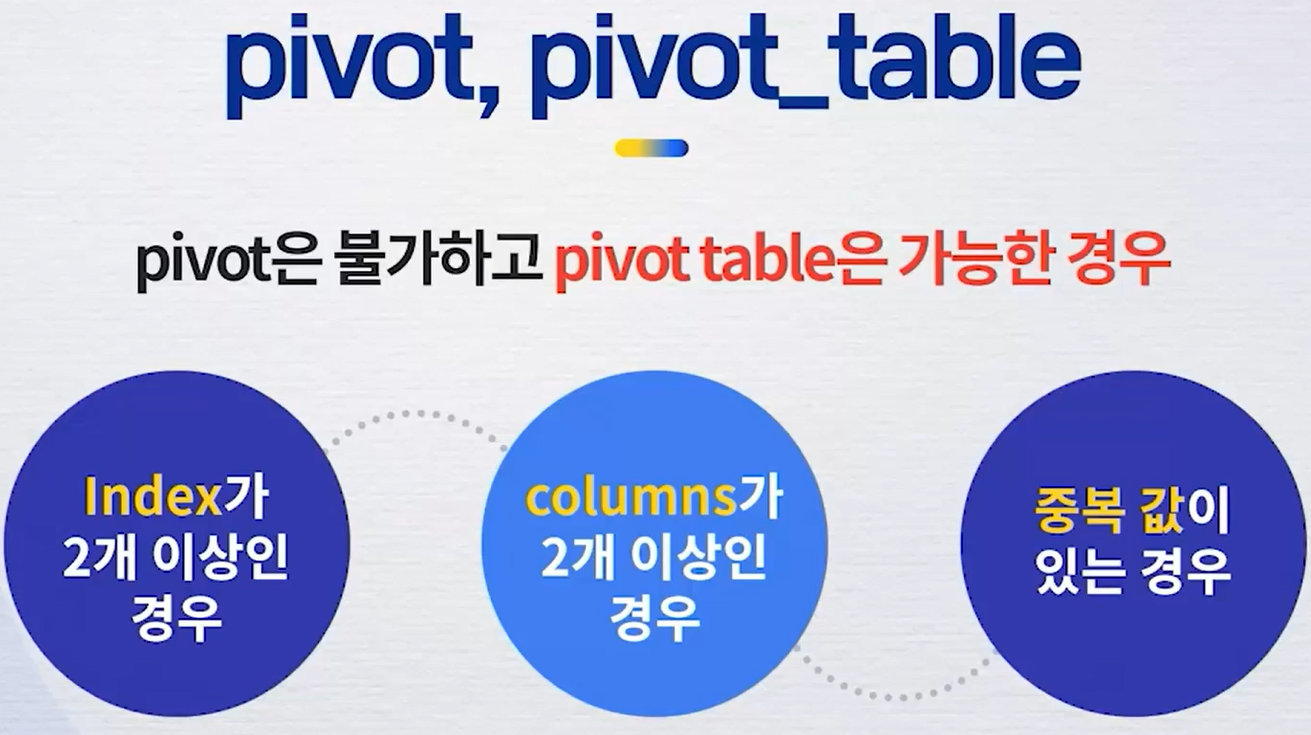 pivot, pivot_table
pivot은 불가하고 pivot table은 가능한 경우
Index가
2개 이상인
경우
columns가
2개 이상인
경우
중복 값이
있는 경우